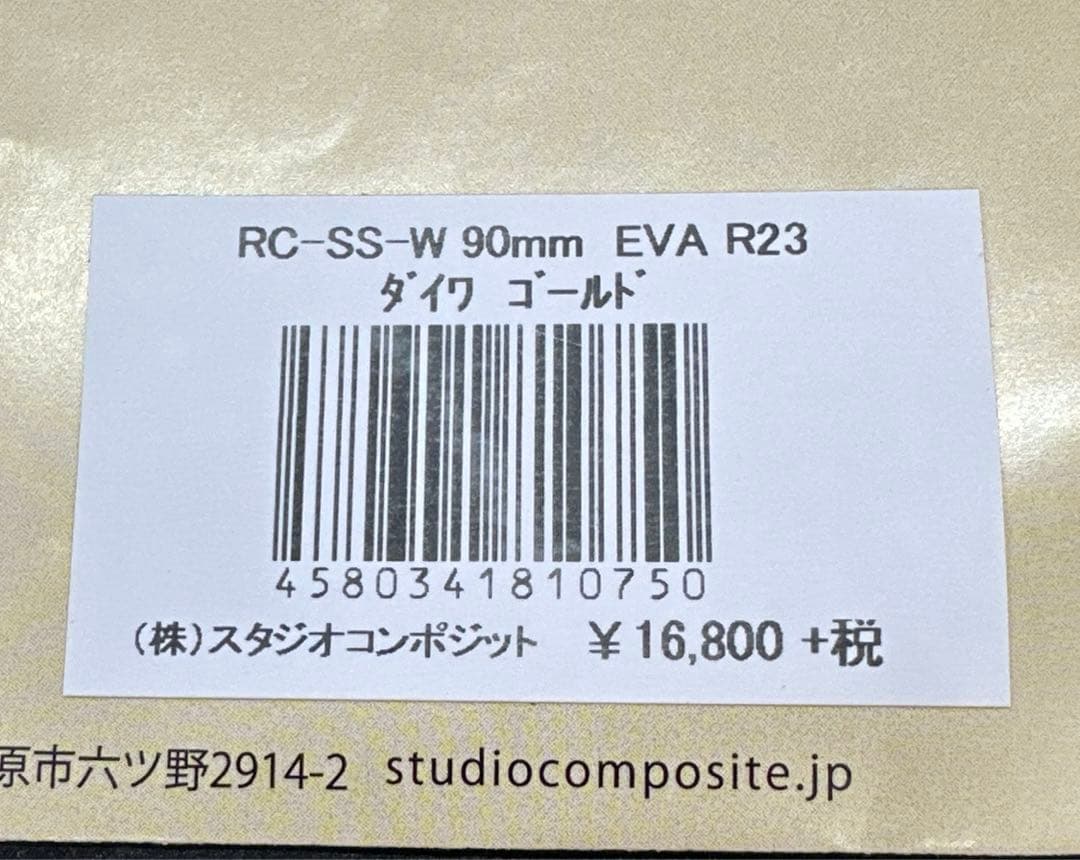 RC-SS-W 90mm EVA R23
ﾀﾞｲﾜ ｺﾞｰﾙﾄﾞ
4580341810750
(株)スタジオコンポジット ￥16,800 +税
原市六ツ野2914-2 studiocomposite.jp